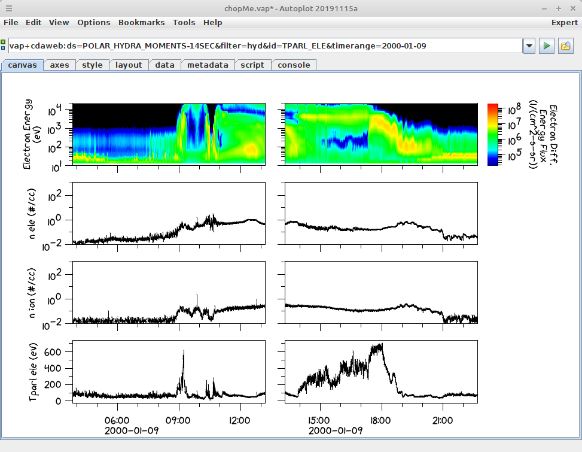 chopMe.vap* - Autoplot 20191115a
File Edit View Options Bookmarks Tools Help Expert
vap+cdaweb:ds=POLAR_HYDRA_MOMENTS-14SEC&filter=hyd&id=TPARL_ELE&timerange=2000-01-09
canvas axes style layout data metadata script console
Electron Energy
(eV)
10^4
10^3
10^2
10^1
10^8
10^7
10^6
10^5
Electron Diff.
Energy Flux
(1/(cm^2-s-sr))
n ele (#/cc)
10^2
10^0
10^-2
n ion (#/cc)
10^2
10^0
10^-2
Tparl ele (eV)
600
400
200
0
06:00 09:00 12:00 15:00 18:00 21:00
2000-01-09 2000-01-09